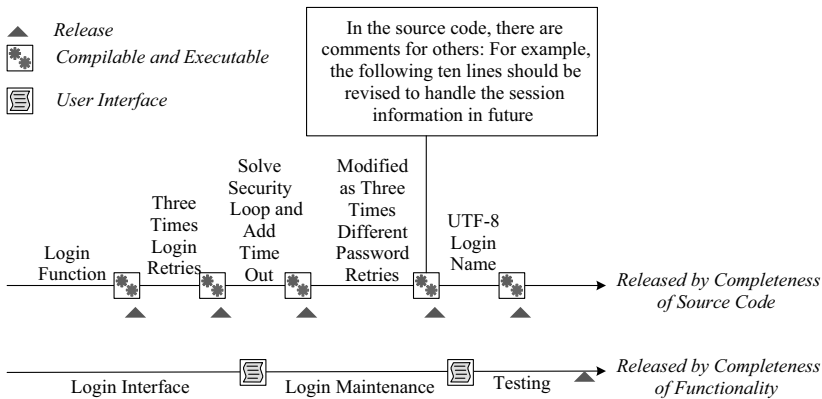 Release
Compilable and Executable
User Interface
In the source code, there are
comments for others: For example,
the following ten lines should be
revised to handle the session
information in future
Login
Function
Three
Times
Login
Retries
Solve
Security
Loop and
Add
Time
Out
Modified
as Three
Times
Different
Password
Retries
UTF-8
Login
Name
Released by Completeness
of Source Code
Login Interface
Login Maintenance
Testing
Released by Completeness
of Functionality